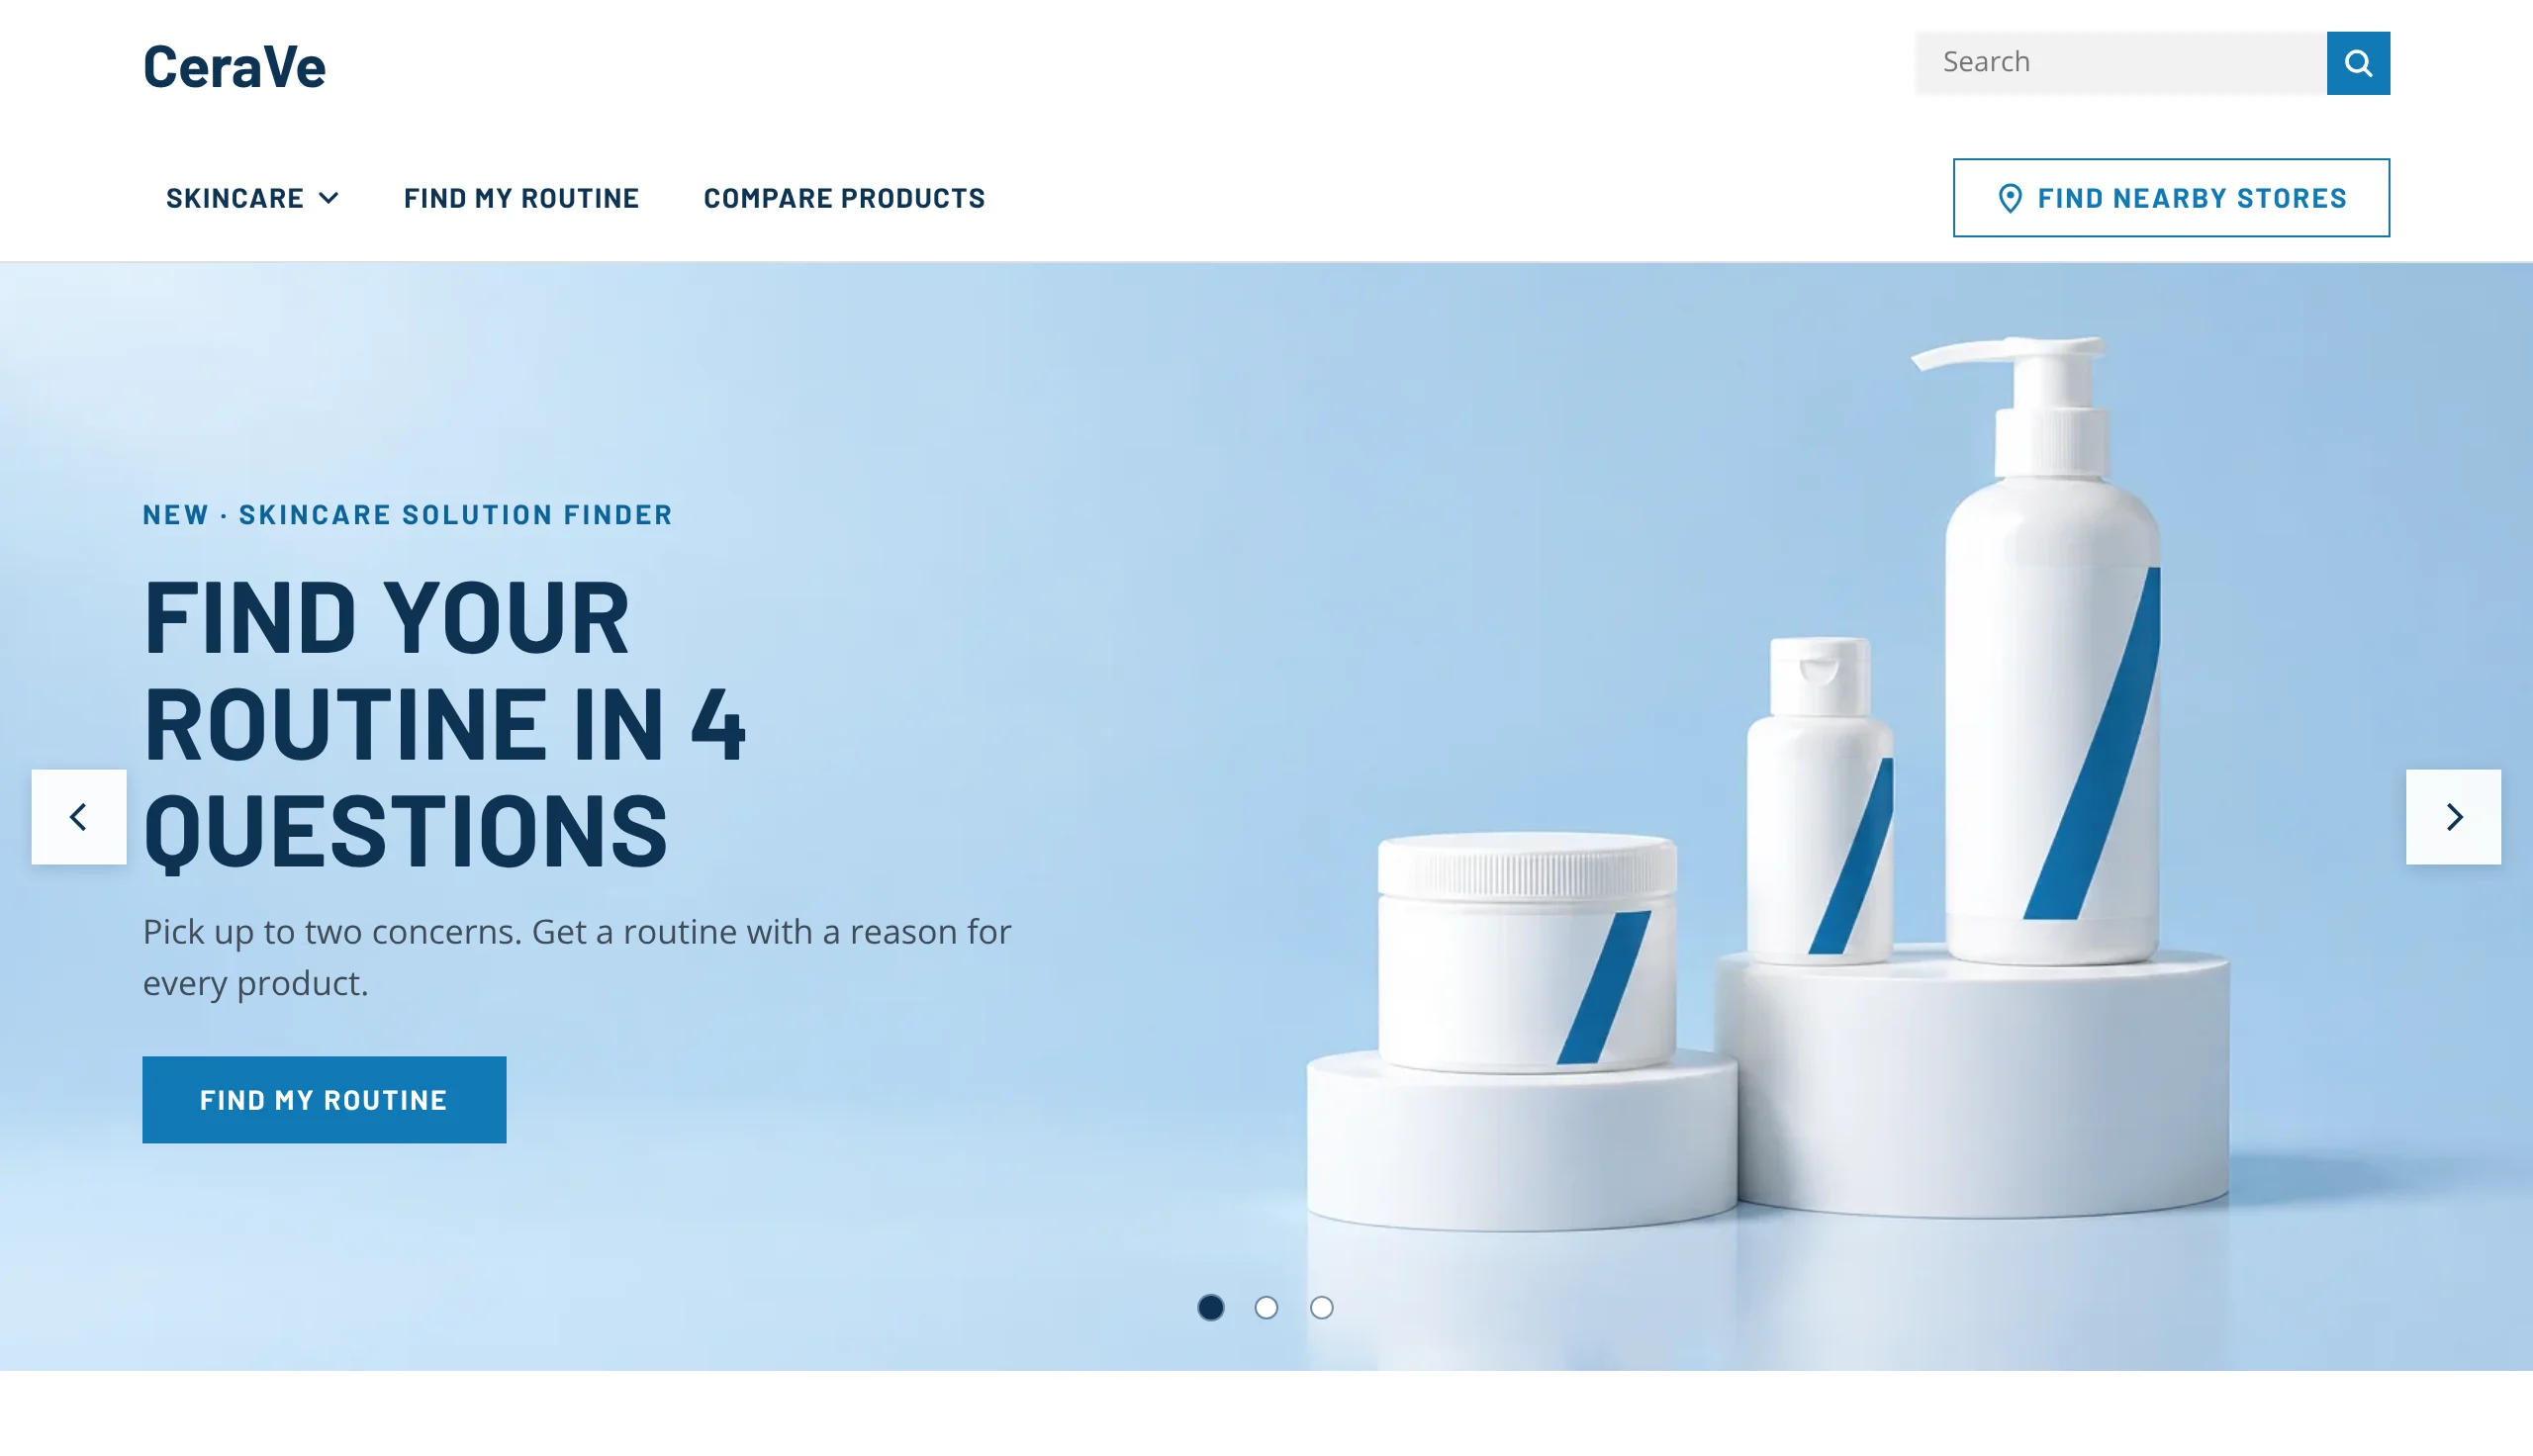 CeraVe
Search
SKINCARE
FIND MY ROUTINE
COMPARE PRODUCTS
FIND NEARBY STORES
NEW · SKINCARE SOLUTION FINDER
FIND YOUR
ROUTINE IN 4
QUESTIONS
Pick up to two concerns. Get a routine with a reason for
every product.
FIND MY ROUTINE